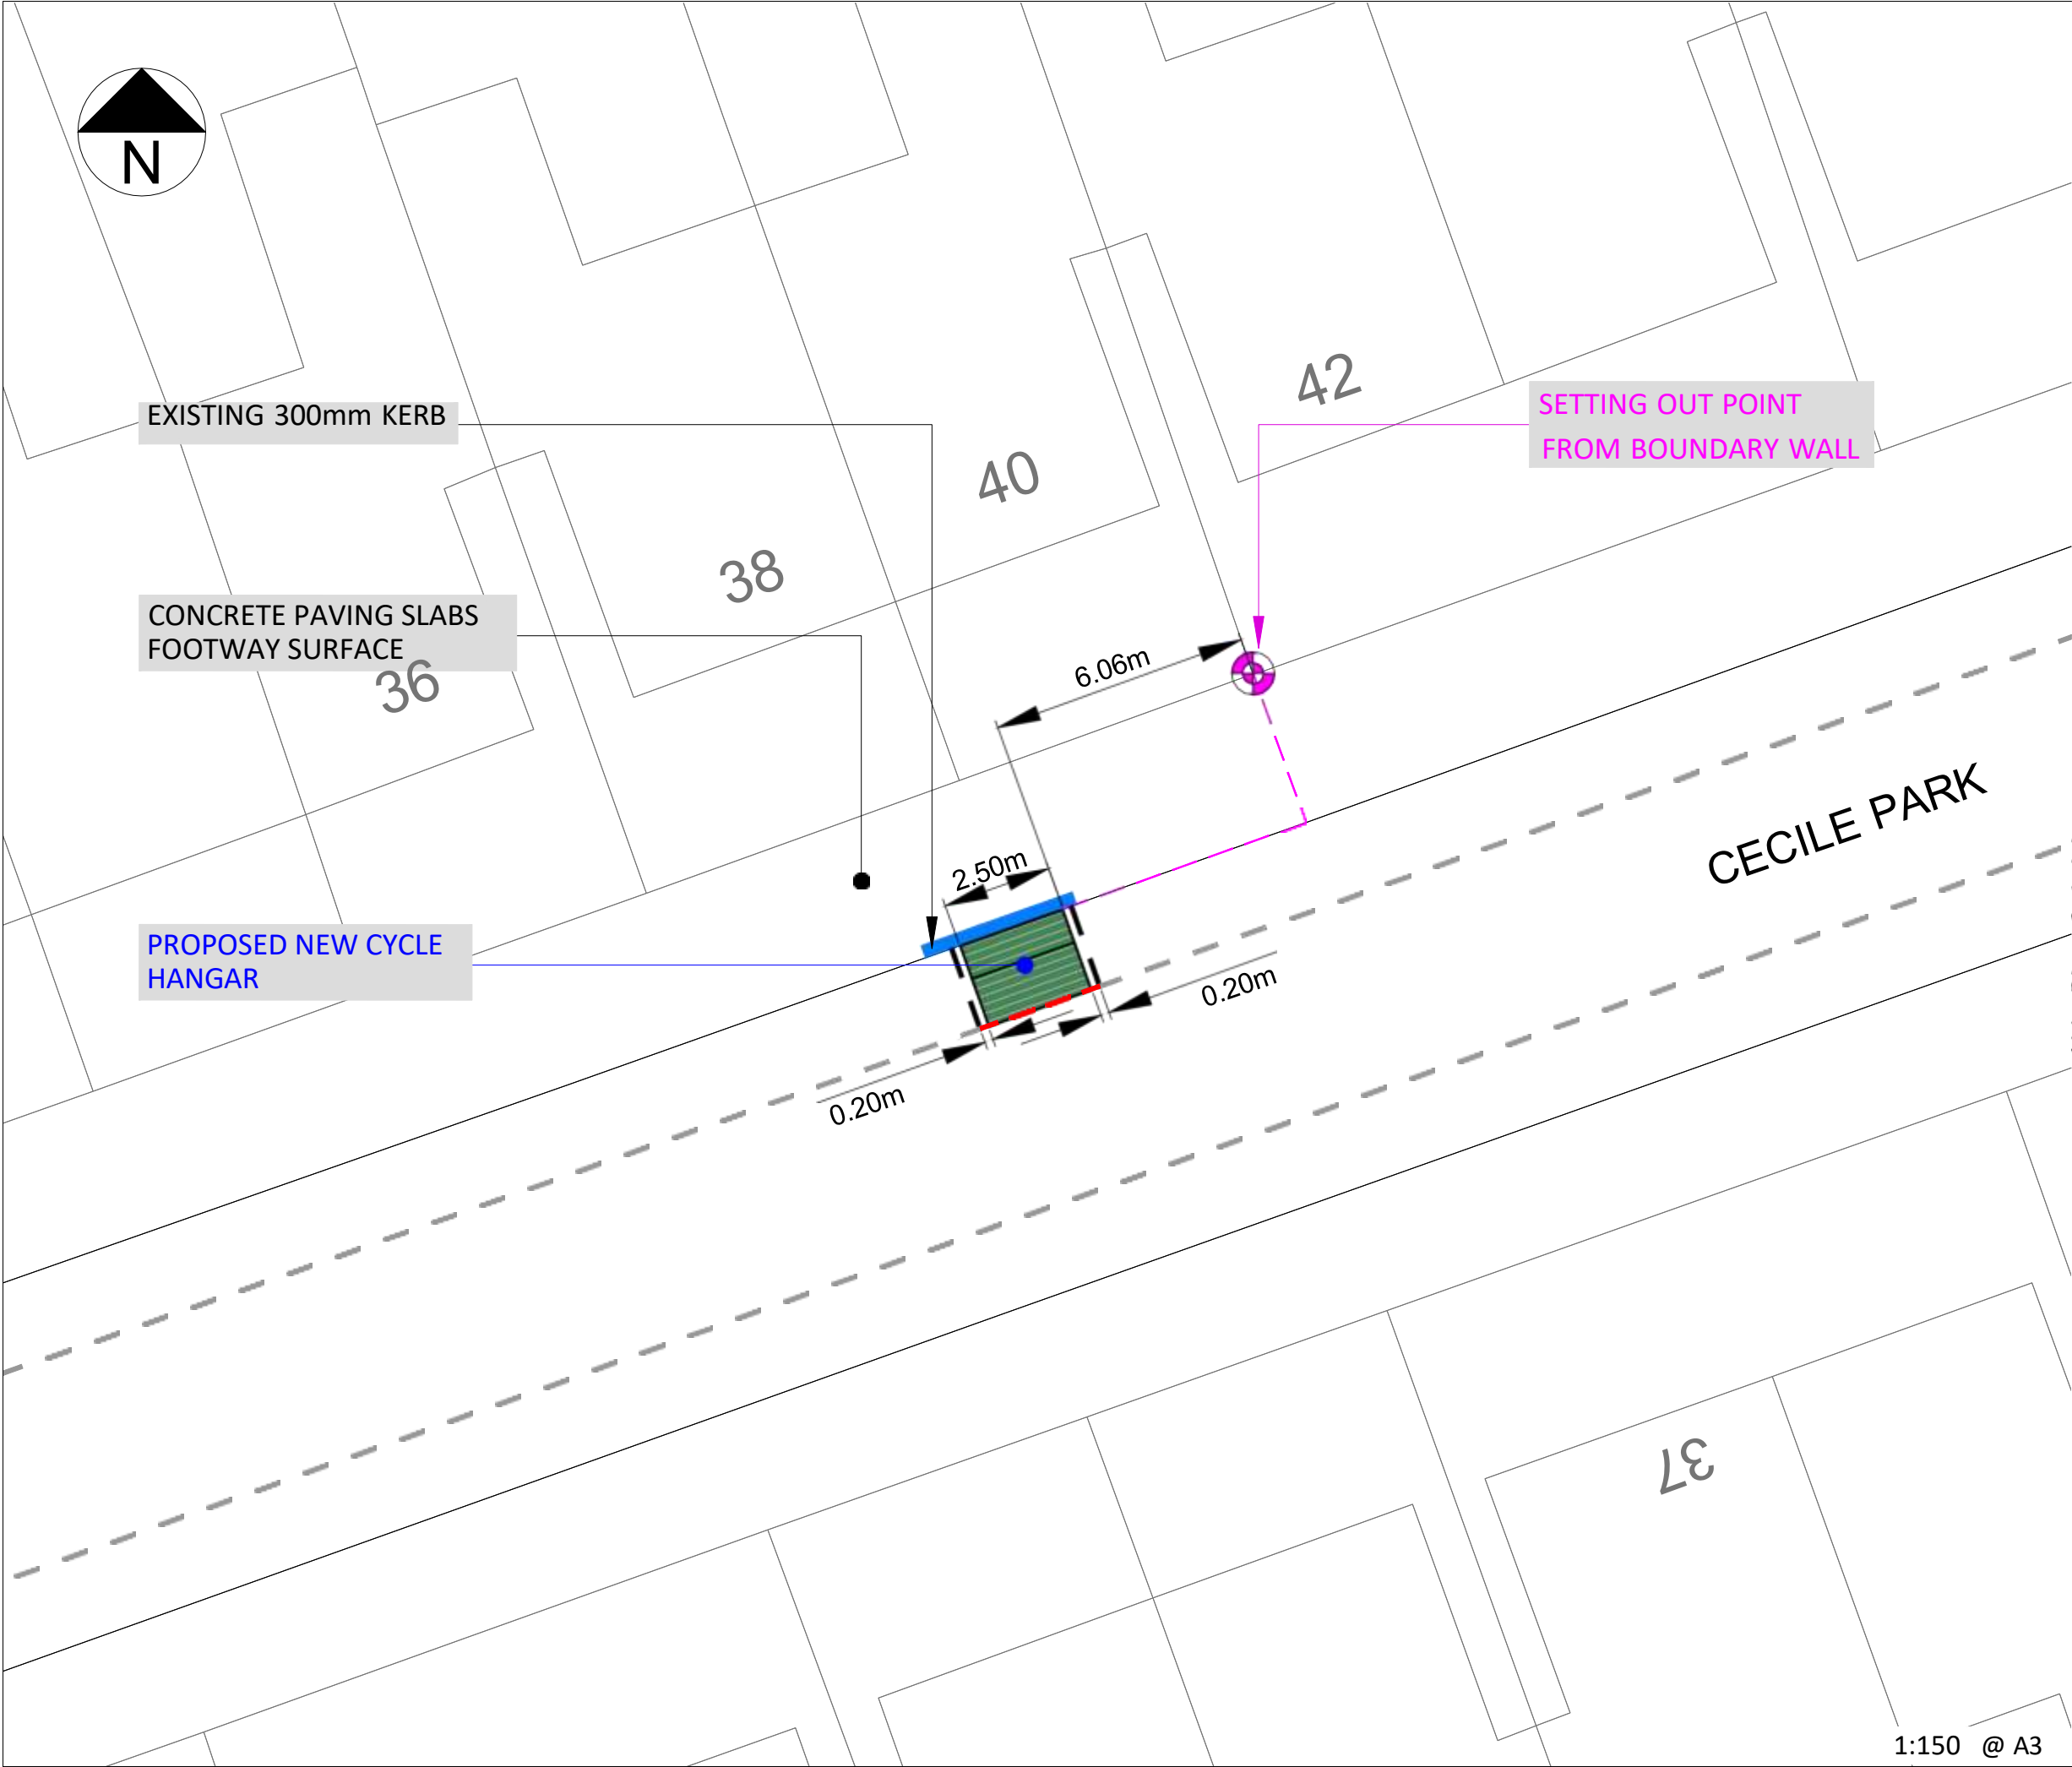 N
42
EXISTING 300mm KERB
SETTING OUT POINT
FROM BOUNDARY WALL
40
38
CONCRETE PAVING SLABS
FOOTWAY SURFACE
36
6.06m
CECILE PARK
2.50m
PROPOSED NEW CYCLE
HANGAR
0.20m
0.20m
37
1:150 @ A3